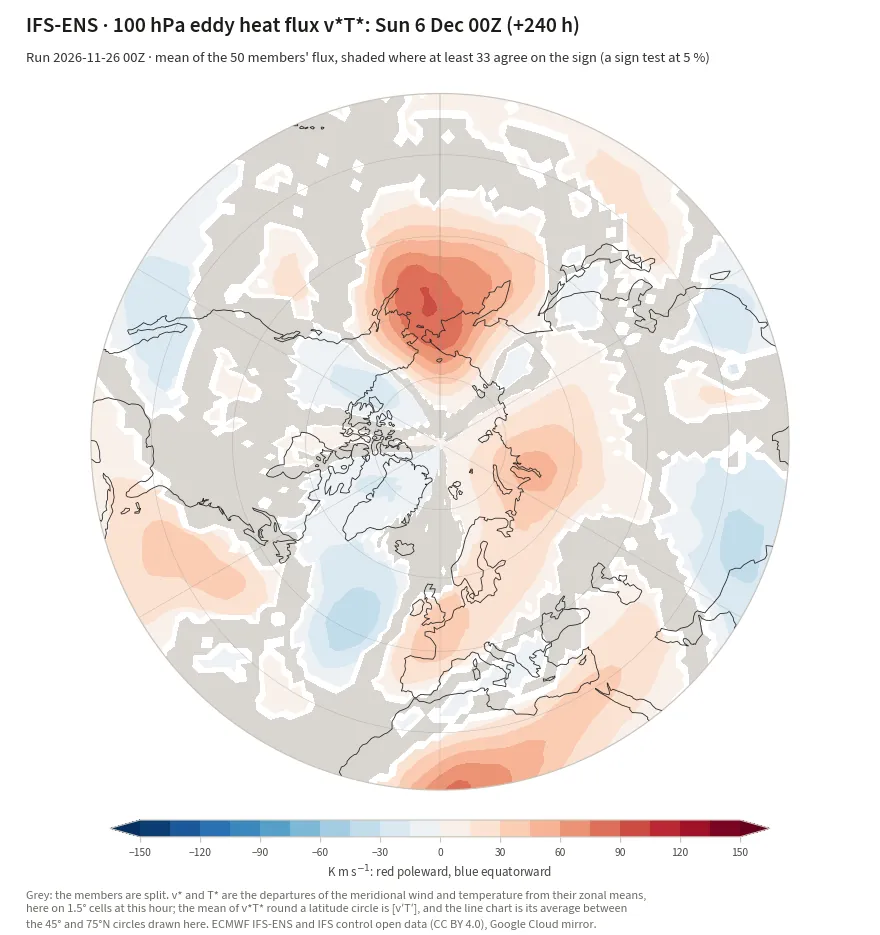 IFS-ENS · 100 hPa eddy heat flux v*T*: Sun 6 Dec 00Z (+240 h)
Run 2026-11-26 00Z · mean of the 50 members' flux, shaded where at least 33 agree on the sign (a sign test at 5 %)
−150 −120 −90 −60 −30 0 30 60 90 120 150
K m s⁻¹: red poleward, blue equatorward
Grey: the members are split. v* and T* are the departures of the meridional wind and temperature from their zonal means,
here on 1.5° cells at this hour; the mean of v*T* round a latitude circle is [v'T'], and the line chart is its average between
the 45° and 75°N circles drawn here. ECMWF IFS-ENS and IFS control open data (CC BY 4.0), Google Cloud mirror.